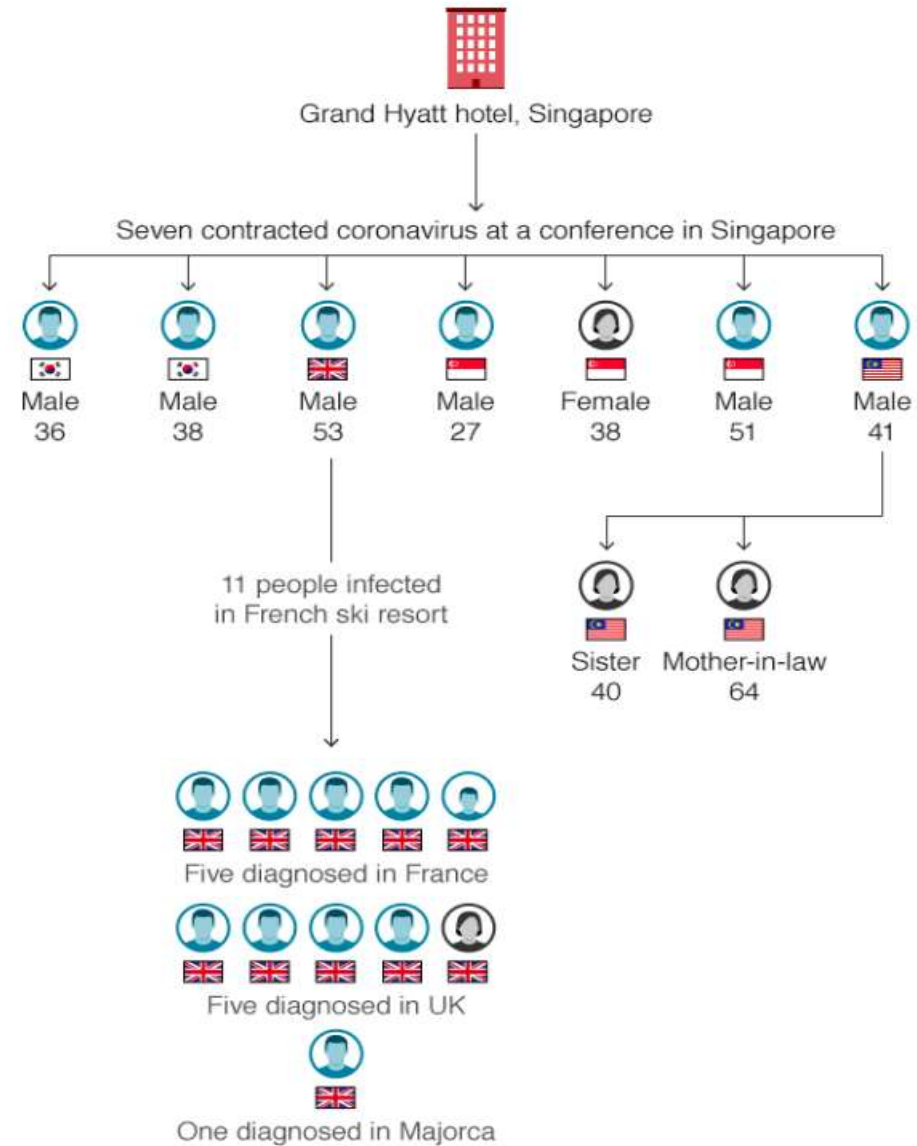 Grand Hyatt hotel, Singapore
Seven contracted coronavirus at a conference in Singapore
Male Male Male Male Female Male Male
36 38 53 27 38 51 41
11 people infected
in French ski resort
Sister Mother-in-law
40 64
Five diagnosed in France
Five diagnosed in UK
One diagnosed in Majorca